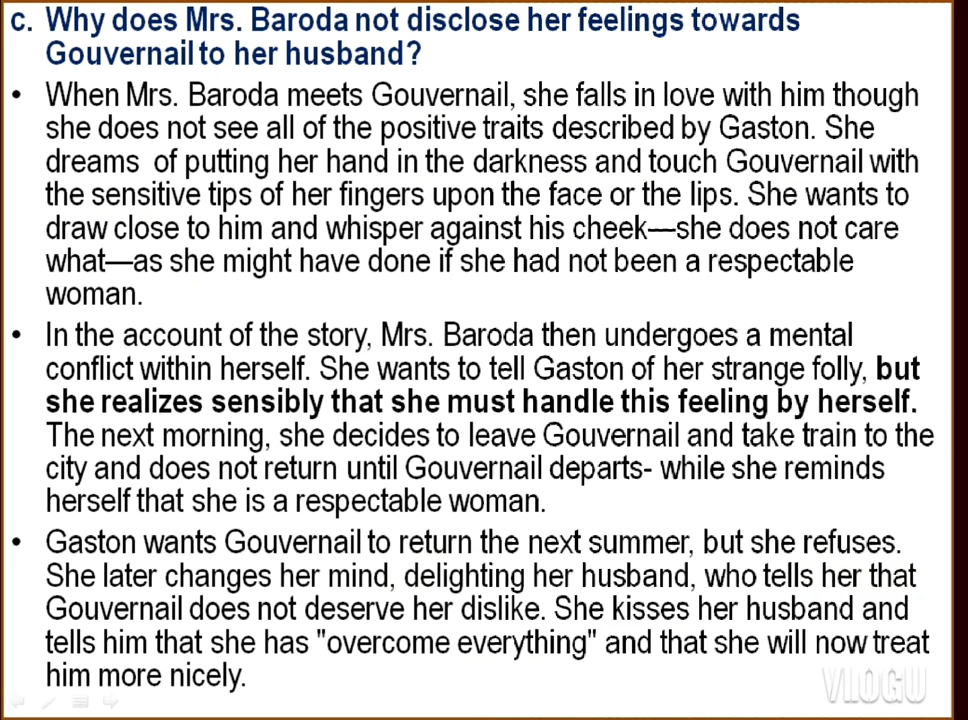 c. Why does Mrs. Baroda not disclose her feelings towards
Gouvernail to her husband?
• When Mrs. Baroda meets Gouvernail, she falls in love with him though
she does not see all of the positive traits described by Gaston. She
dreams of putting her hand in the darkness and touch Gouvernail with
the sensitive tips of her fingers upon the face or the lips. She wants to
draw close to him and whisper against his cheek—she does not care
what—as she might have done if she had not been a respectable
woman.
• In the account of the story, Mrs. Baroda then undergoes a mental
conflict within herself. She wants to tell Gaston of her strange folly, but
she realizes sensibly that she must handle this feeling by herself.
The next morning, she decides to leave Gouvernail and take train to the
city and does not return until Gouvernail departs- while she reminds
herself that she is a respectable woman.
• Gaston wants Gouvernail to return the next summer, but she refuses.
She later changes her mind, delighting her husband, who tells her that
Gouvernail does not deserve her dislike. She kisses her husband and
tells him that she has "overcome everything" and that she will now treat
him more nicely.
VLOGU